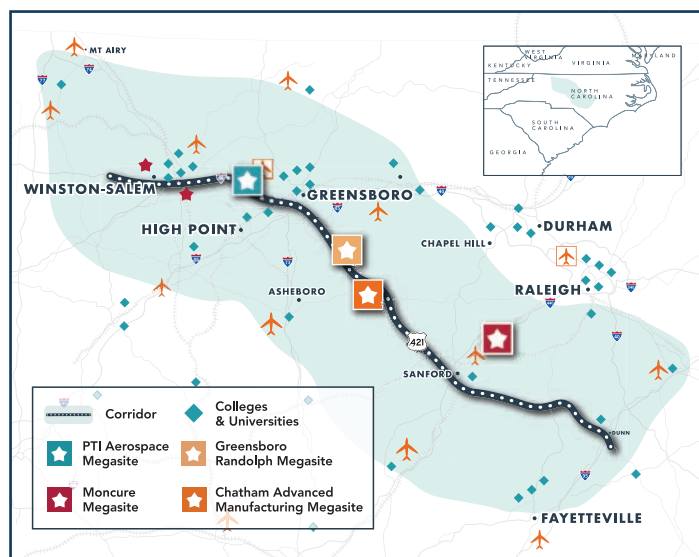 MT AIRY
WEST
VIRGINIA
MARYLAND
KENTUCKY
VIRGINIA
TENNESSEE
NORTH
CAROLINA
SOUTH
CAROLINA
GEORGIA
WINSTON-SALEM
GREENSBORO
HIGH POINT
DURHAM
CHAPEL HILL
RALEIGH
ASHEBORO
421
SANFORD
DUNN
FAYETTEVILLE
Corridor
Colleges
& Universities
PTI Aerospace
Megasite
Greensboro
Randolph Megasite
Moncure
Megasite
Chatham Advanced
Manufacturing Megasite